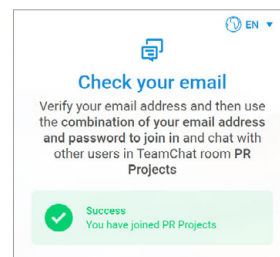 EN
Check your email
Verify your email address and then use
the combination of your email address
and password to join in and chat with
other users in TeamChat room PR
Projects
Success
You have joined PR Projects